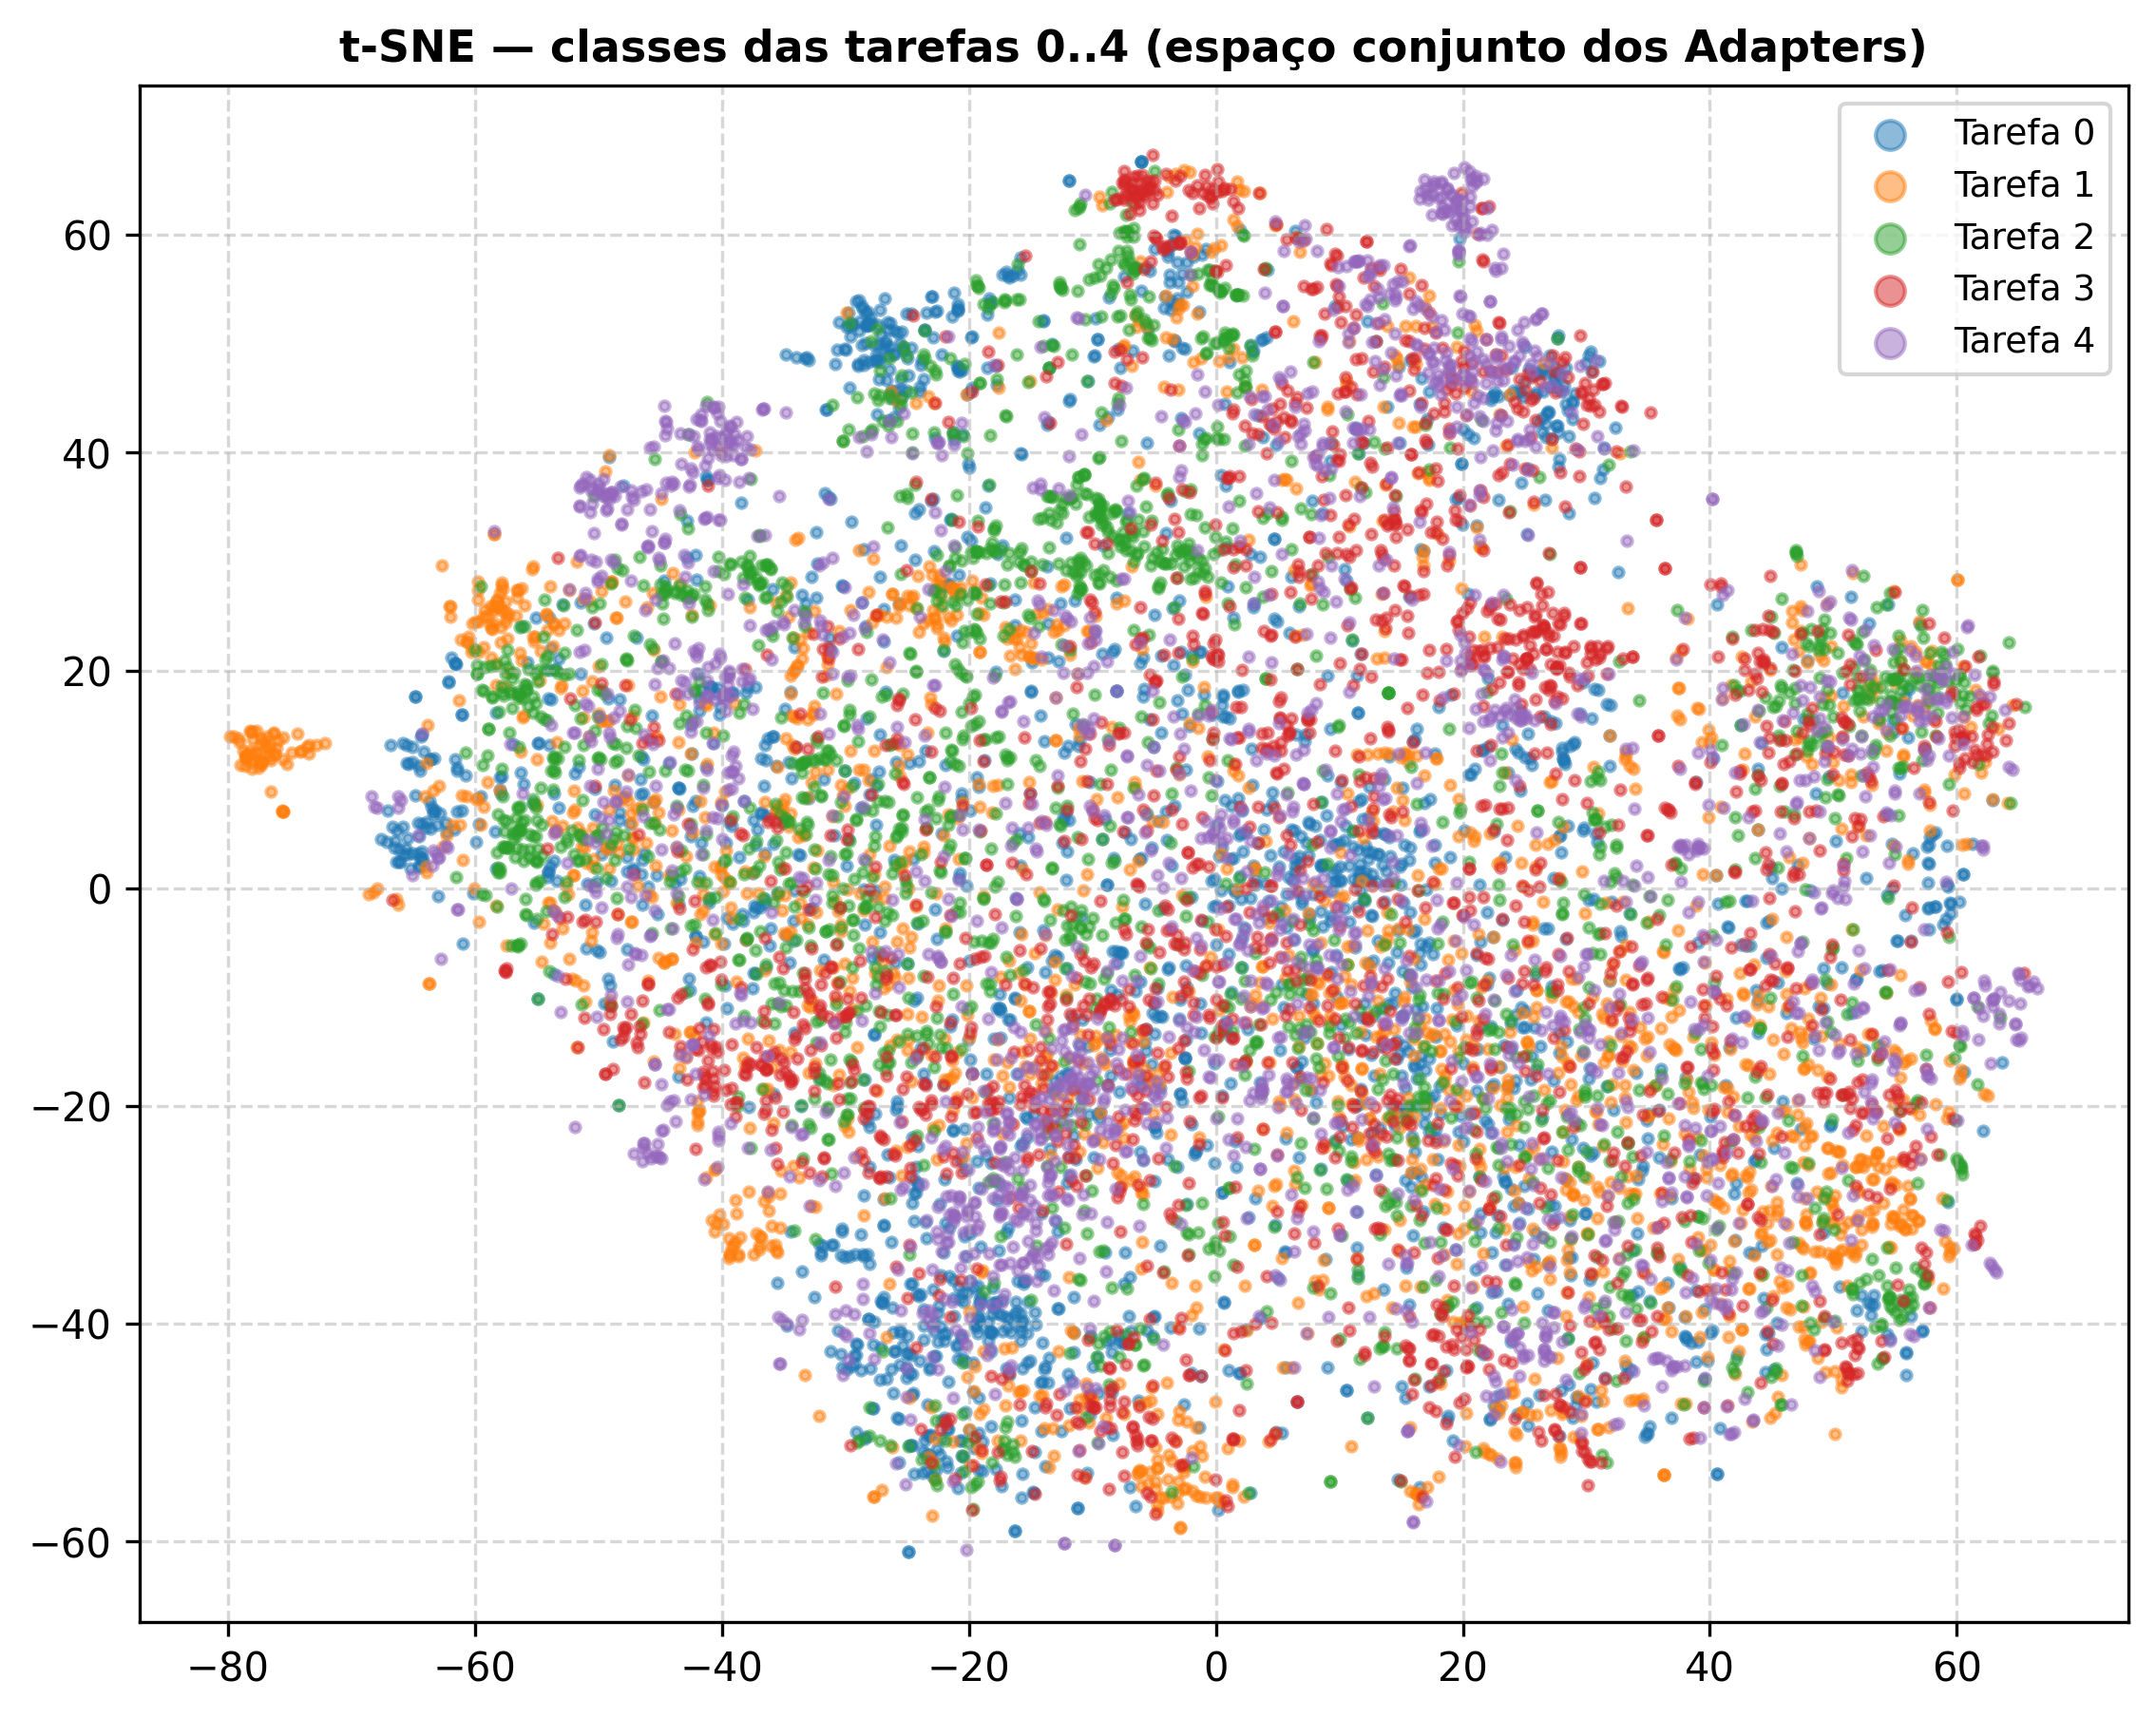 t-SNE — classes das tarefas 0..4 (espaço conjunto dos Adapters)
Tarefa 0
Tarefa 1
Tarefa 2
Tarefa 3
Tarefa 4
60
40
20
0
−20
−40
−60
−80 −60 −40 −20 0 20 40 60